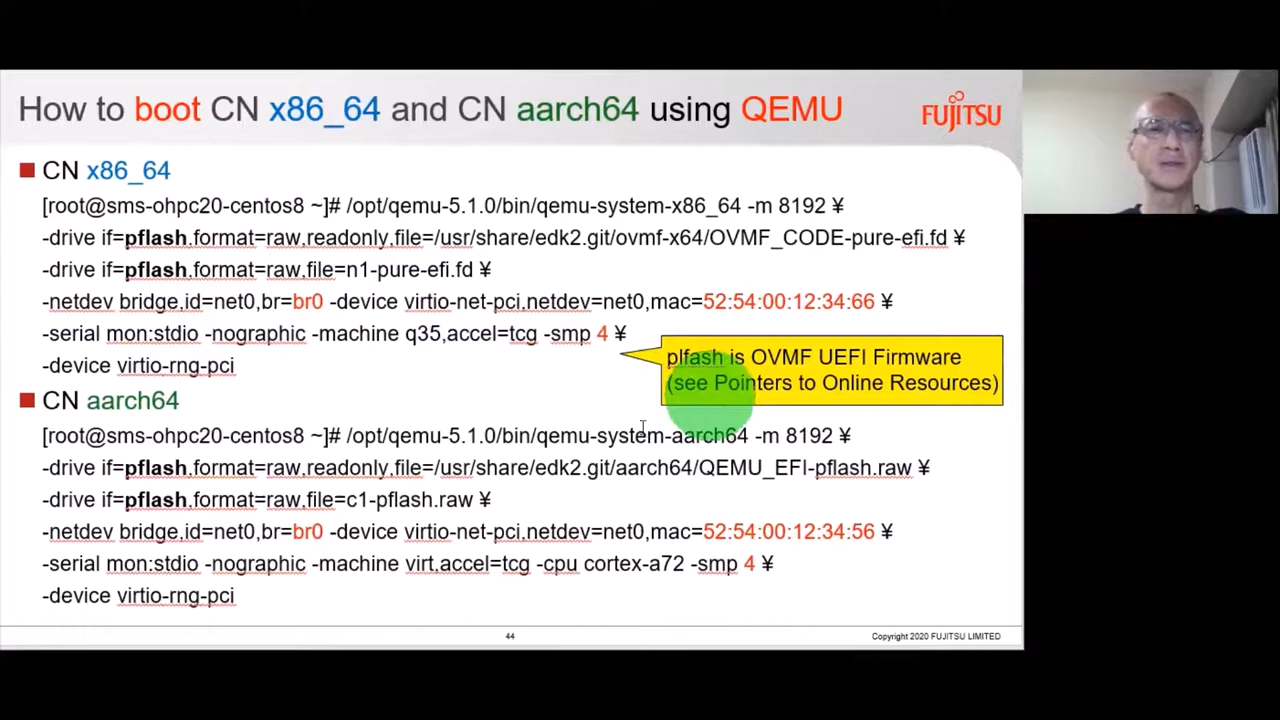 How to boot CN x86_64 and CN aarch64 using QEMU
FUJITSU
CN x86_64
[root@sms-ohpc20-centos8 ~]# /opt/qemu-5.1.0/bin/qemu-system-x86_64 -m 8192 ¥
-drive if=pflash,format=raw,readonly,file=/usr/share/edk2.git/ovmf-x64/OVMF_CODE-pure-efi.fd ¥
-drive if=pflash,format=raw,file=n1-pure-efi.fd ¥
-netdev bridge,id=net0,br=br0 -device virtio-net-pci,netdev=net0,mac=52:54:00:12:34:66 ¥
-serial mon:stdio -nographic -machine q35,accel=tcg -smp 4 ¥
-device virtio-rng-pci
plfash is OVMF UEFI Firmware
(see Pointers to Online Resources)
CN aarch64
[root@sms-ohpc20-centos8 ~]# /opt/qemu-5.1.0/bin/qemu-system-aarch64 -m 8192 ¥
-drive if=pflash,format=raw,readonly,file=/usr/share/edk2.git/aarch64/QEMU_EFI-pflash.raw ¥
-drive if=pflash,format=raw,file=c1-pflash.raw ¥
-netdev bridge,id=net0,br=br0 -device virtio-net-pci,netdev=net0,mac=52:54:00:12:34:56 ¥
-serial mon:stdio -nographic -machine virt,accel=tcg -cpu cortex-a72 -smp 4 ¥
-device virtio-rng-pci
44
Copyright 2020 FUJITSU LIMITED